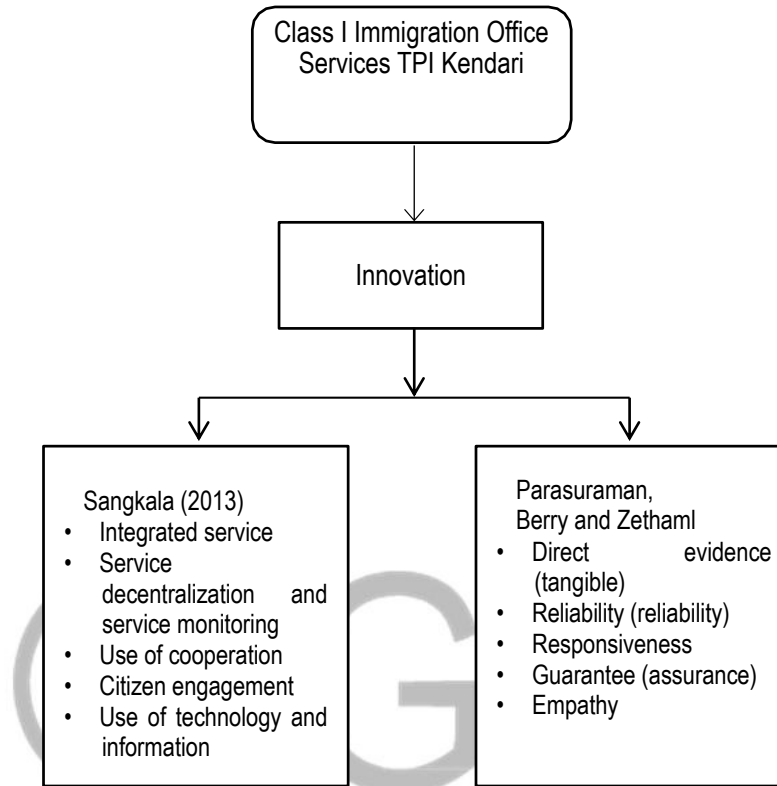 Class I Immigration Office
Services TPI Kendari
Innovation
Sangkala (2013)
• Integrated service
• Service
decentralization and
service monitoring
• Use of cooperation
• Citizen engagement
• Use of technology and
information
Parasuraman,
Berry and Zethaml
• Direct evidence
(tangible)
• Reliability (reliability)
• Responsiveness
• Guarantee (assurance)
• Empathy